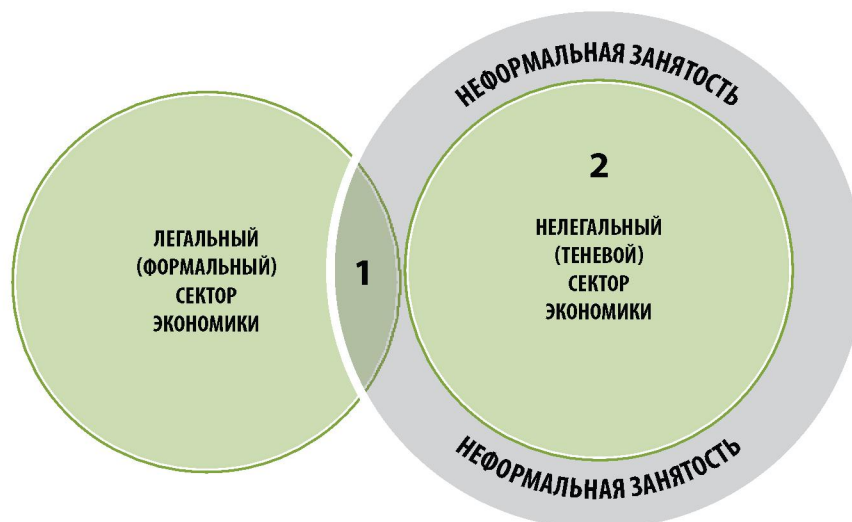 НЕФОРМАЛЬНАЯ ЗАНЯТОСТЬ
ЛЕГАЛЬНЫЙ
(ФОРМАЛЬНЫЙ)
СЕКТОР
ЭКОНОМИКИ
1
2
НЕЛЕГАЛЬНЫЙ
(ТЕНЕВОЙ)
СЕКТОР
ЭКОНОМИКИ
НЕФОРМАЛЬНАЯ ЗАНЯТОСТЬ